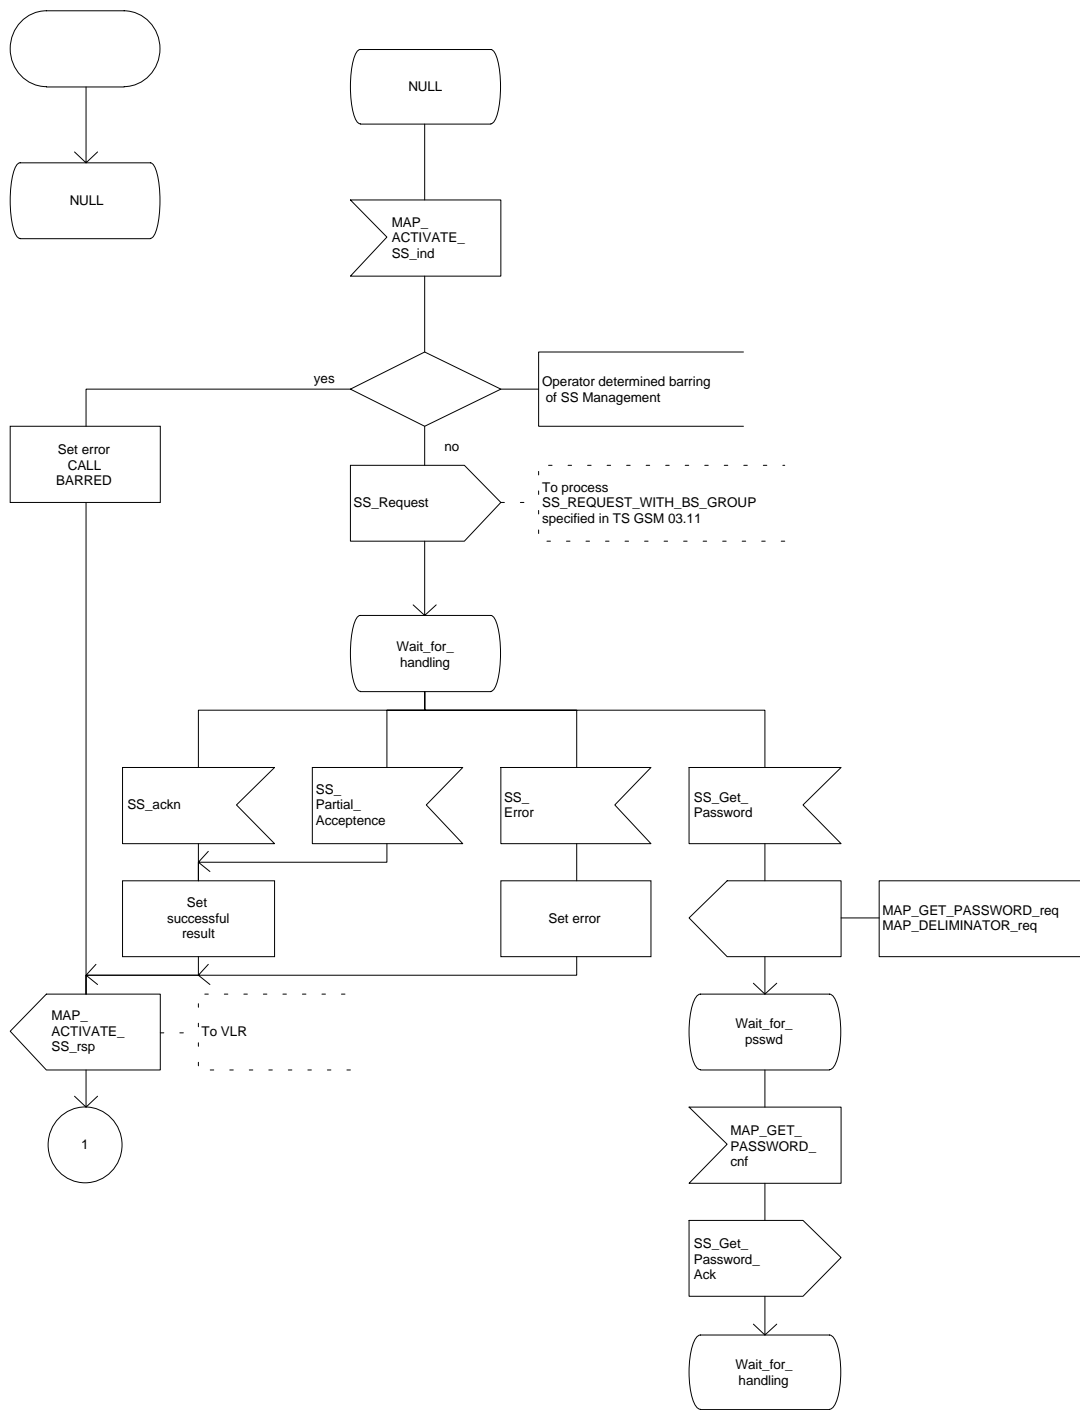 NULL
NULL
MAP_
ACTIVATE_
SS_ind
yes
Operator determined barring
of SS Management
no
Set error
CALL
BARRED
SS_Request
To process
SS_REQUEST_WITH_BS_GROUP
specified in TS GSM 03.11
Wait_for_
handling
SS_ackn
SS_
Partial_
Acceptence
SS_
Error
SS_Get_
Password
Set
successful
result
Set error
MAP_GET_PASSWORD_req
MAP_DELIMINATOR_req
MAP_
ACTIVATE_
SS_rsp
To VLR
Wait_for_
psswd
1
MAP_GET_
PASSWORD_
cnf
SS_Get_
Password_
Ack
Wait_for_
handling